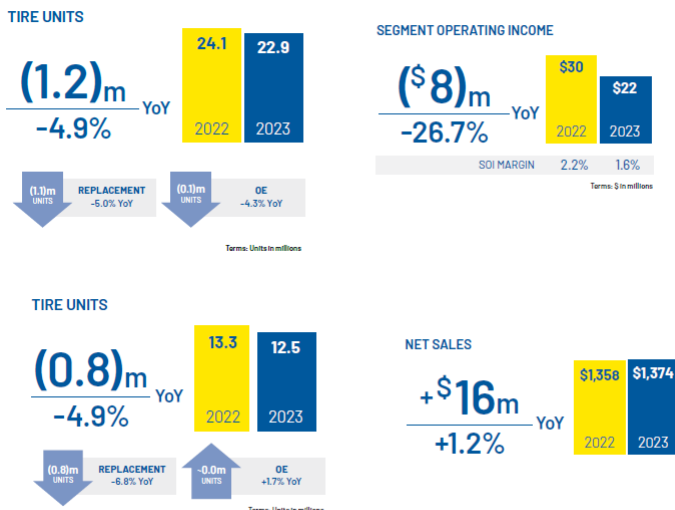 TIRE UNITS
(1.2)m
YoY
-4.9%
24.1
22.9
2022
2023
(1.1)m
UNITS
REPLACEMENT
-5.0% YoY
(0.1)m
UNITS
OE
-4.3% YoY
Terms: Units in millions
SEGMENT OPERATING INCOME
($8)m
YoY
-26.7%
$30
$22
2022
2023
SOI MARGIN 2.2% 1.6%
Terms: $ in millions
TIRE UNITS
(0.8)m
YoY
-4.9%
13.3
12.5
2022
2023
(0.8)m
UNITS
REPLACEMENT
-6.8% YoY
-0.0m
UNITS
OE
+1.7% YoY
Terms: Units in millions
NET SALES
+$16m
YoY
+1.2%
$1,358
$1,374
2022
2023